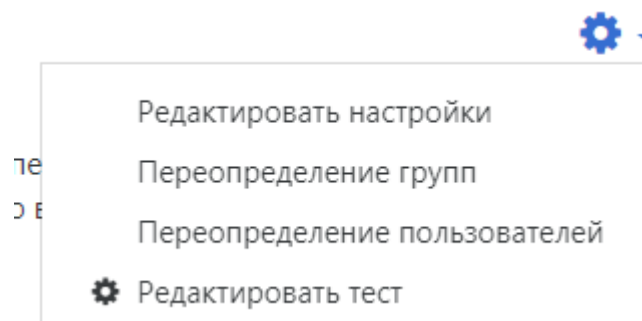 Редактировать настройки
Переопределение групп
Переопределение пользователей
Редактировать тест